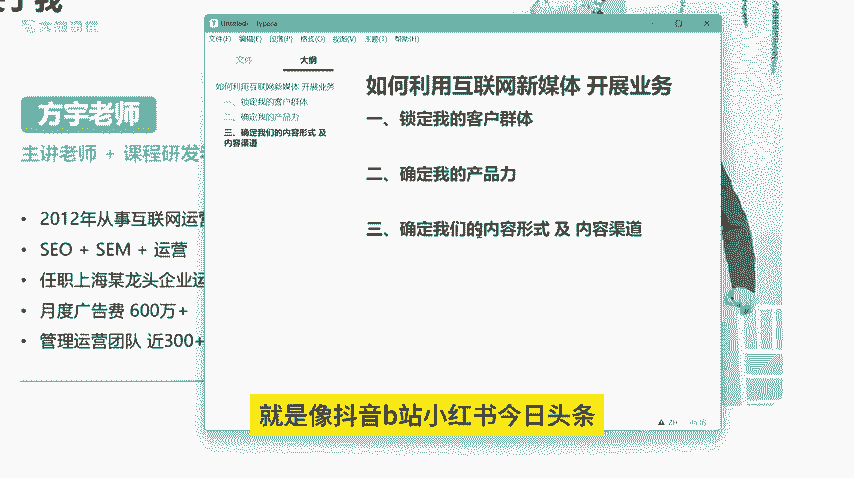 Untitled - Typora
文件(F) 编辑(E) 段落(P) 格式(O) 视图(V) 主题(T) 帮助(H)
文件 大纲
如何利用互联网新媒体 开展业务
一、锁定我的客户群体
二、确定我的产品力
三、确定我们的内容形式 及
内容渠道
如何利用互联网新媒体 开展业务
一、锁定我的客户群体
二、确定我的产品力
三、确定我们的内容形式 及 内容渠道
方宇老师
主讲老师 + 课程研发
2012年从事互联网运营
SEO + SEM + 运营
任职上海某龙头企业运
月度广告费 600万+
管理运营团队 近300+
就是像抖音b站小红书今日头条